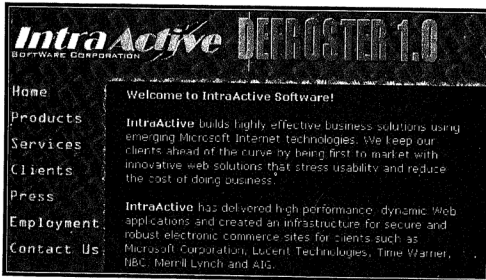 Intra Active DEFROSTER 1.0
SOFTWARE CORPORATION
Home
Products
Services
Clients
Press
Employment
Contact Us
Welcome to IntraActive Software!
IntraActive builds highly effective business solutions using
emerging Microsoft Internet technologies. We keep our
clients ahead of the curve by being first to market with
innovative web solutions that stress usability and reduce
the cost of doing business.
IntraActive has delivered high performance, dynamic Web
applications and created an infrastructure for secure and
robust electronic commerce sites for clients such as
Microsoft Corporation, Lucent Technologies, Time Warner,
NBC, Merrill Lynch and AIG.